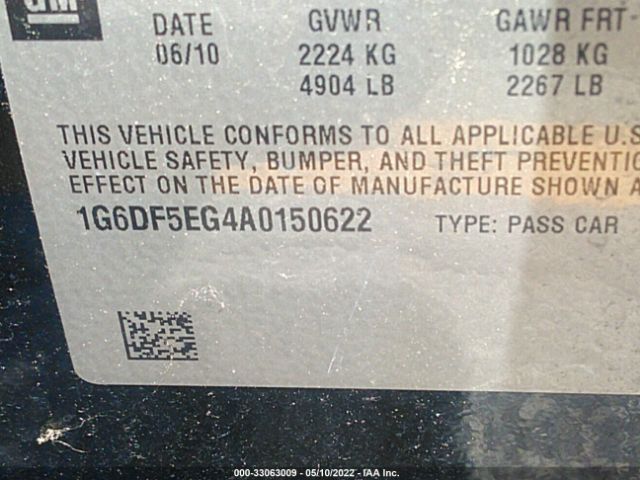 GM
DATE GVWR GAWR FRT
06/10 2224 KG 1028 KG
4904 LB 2267 LB
THIS VEHICLE CONFORMS TO ALL APPLICABLE U.S
VEHICLE SAFETY, BUMPER, AND THEFT PREVENTIO
EFFECT ON THE DATE OF MANUFACTURE SHOWN A
1G6DF5EG4A0150622 TYPE: PASS CAR
000-33063009 - 05/10/2022 - IAA Inc.